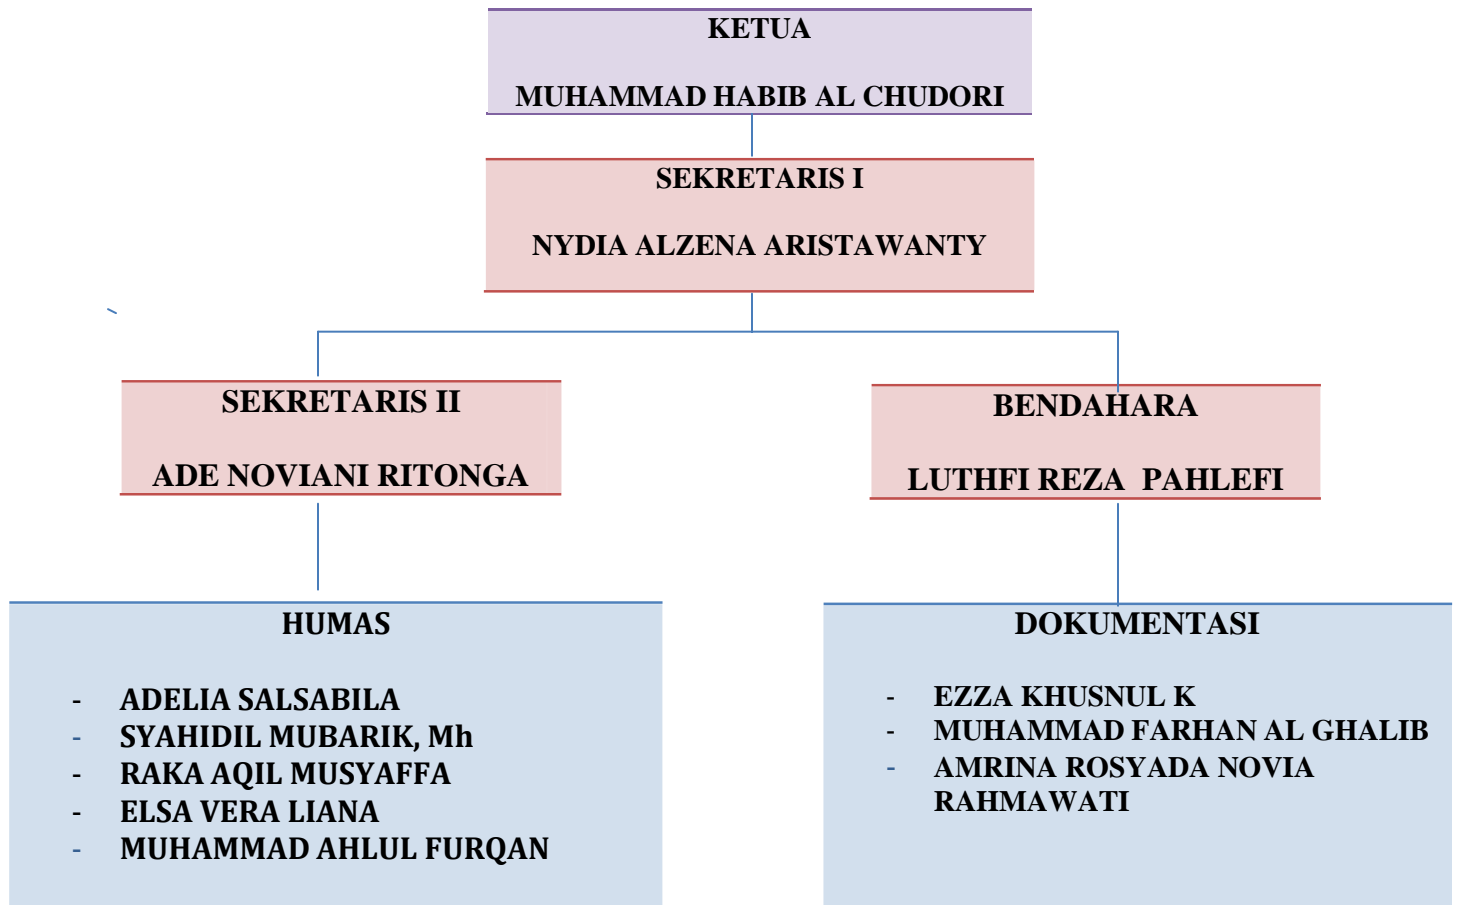 KETUA
MUHAMMAD HABIB AL CHUDORI
SEKRETARIS I
NYDIA ALZENA ARISTAWANTY
SEKRETARIS II
ADE NOVIANI RITONGA
BENDAHARA
LUTHFI REZA PAHLEFI
HUMAS
- ADELIA SALSABILA
- SYAHIDIL MUBARIK, Mh
- RAKA AQIL MUSYAFFA
- ELSA VERA LIANA
- MUHAMMAD AHLUL FURQAN
DOKUMENTASI
- EZZA KHUSNUL K
- MUHAMMAD FARHAN AL GHALIB
- AMRINA ROSYADA NOVIA
RAHMAWATI